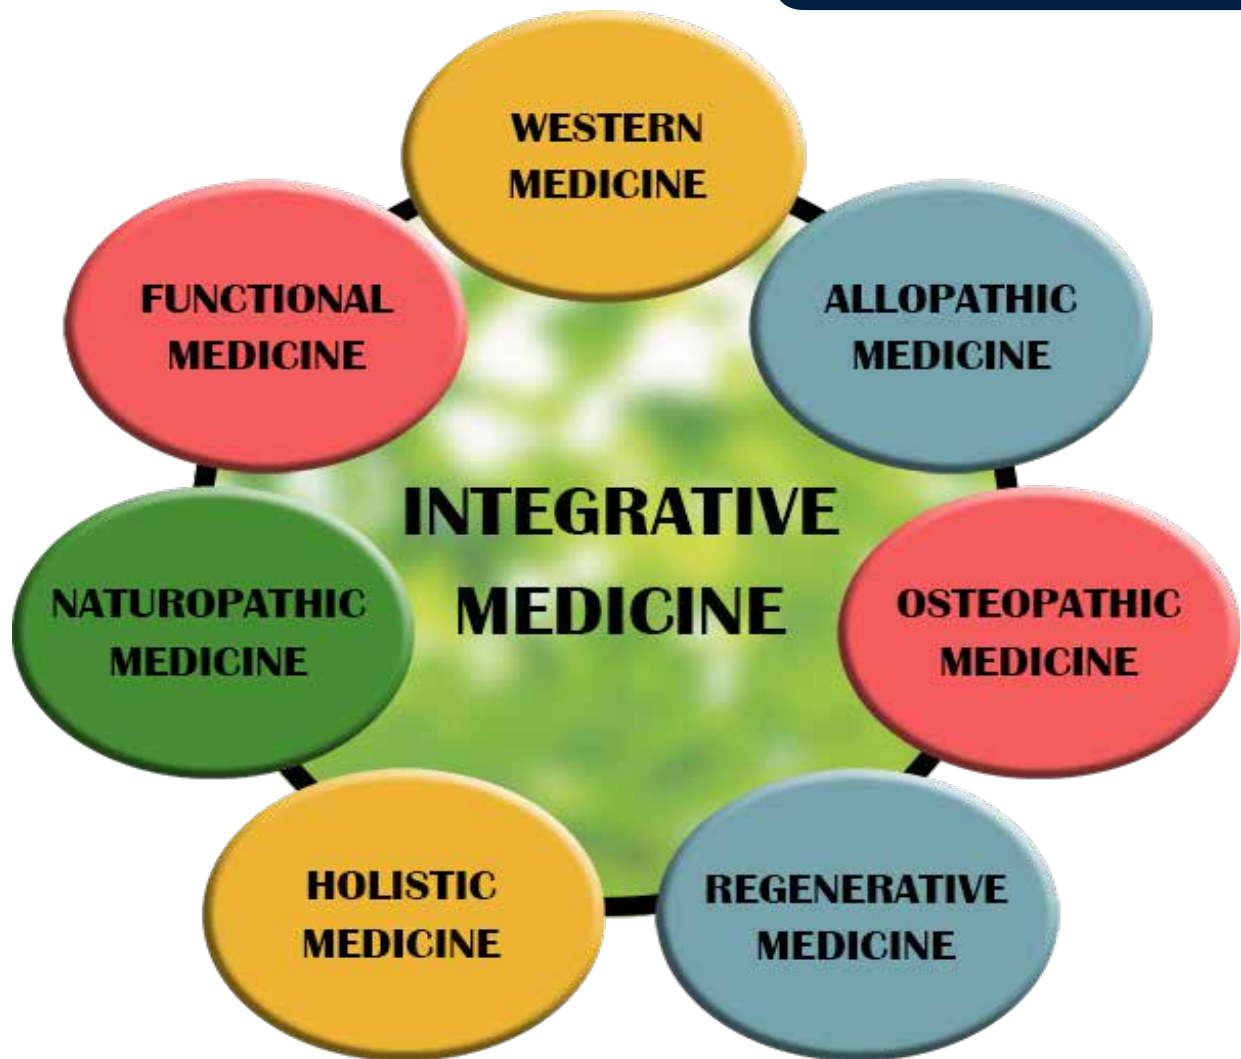 WESTERN
MEDICINE
FUNCTIONAL
MEDICINE
ALLOPATHIC
MEDICINE
INTEGRATIVE
MEDICINE
NATUROPATHIC
MEDICINE
OSTEOPATHIC
MEDICINE
HOLISTIC
MEDICINE
REGENERATIVE
MEDICINE